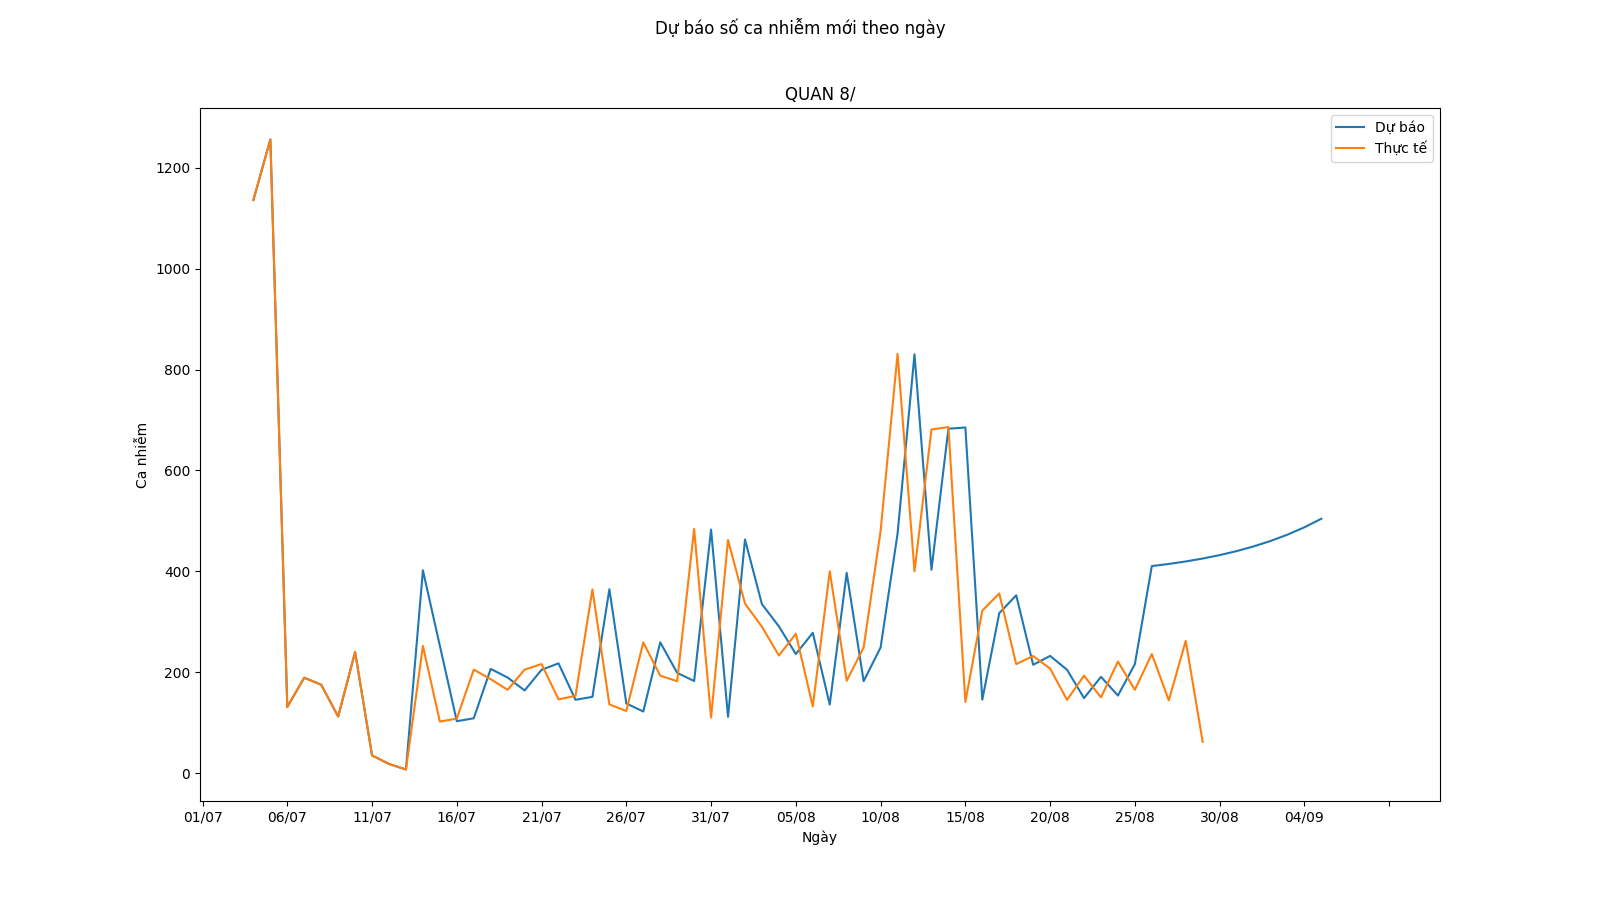 Dự báo số ca nhiễm mới theo ngày
QUAN 8/
Dự báo
Thực tế
1200
1000
800
600
400
200
0
Ca nhiễm
01/07 06/07 11/07 16/07 21/07 26/07 31/07 05/08 10/08 15/08 20/08 25/08 30/08 04/09
Ngày